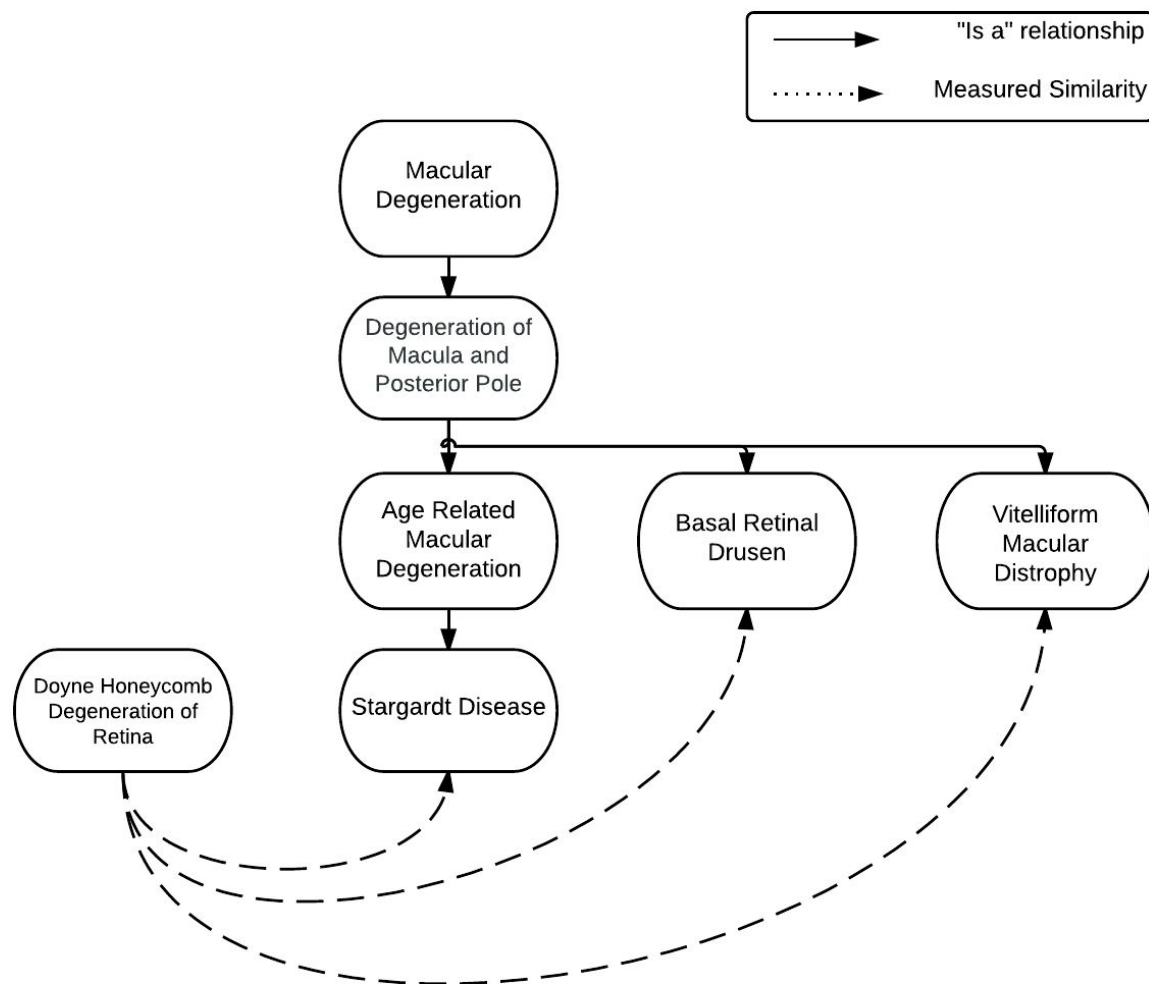 "Is a" relationship
Measured Similarity
Macular
Degeneration
Degeneration of
Macula and
Posterior Pole
Age Related
Macular
Degeneration
Basal Retinal
Drusen
Vitelliform
Macular
Distrophy
Doyne Honeycomb
Degeneration of
Retina
Stargardt Disease